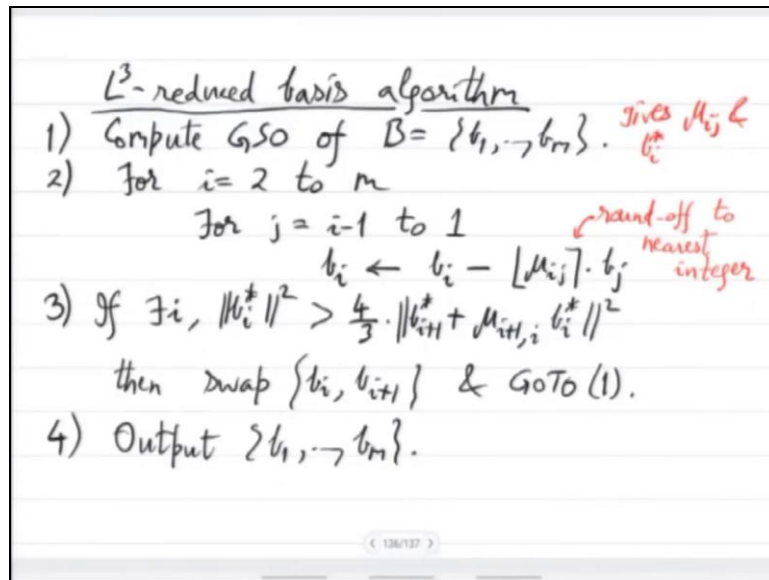 L³-reduced basis algorithm
1) Compute GSO of B = {b₁,..,bₘ}. gives μᵢⱼ & bᵢ*
2) For i = 2 to m
For j = i-1 to 1
bᵢ ← bᵢ - ⌊μᵢⱼ⌉·bⱼ
round-off to nearest integer
3) If ∃i, ||bᵢ*||² > 4/3·||b*ᵢ₊₁ + μᵢ₊₁,ᵢ bᵢ*||²
then swap {bᵢ, bᵢ₊₁} & GOTO (1).
4) Output {b₁,..,bₘ}.
< 136/137 >